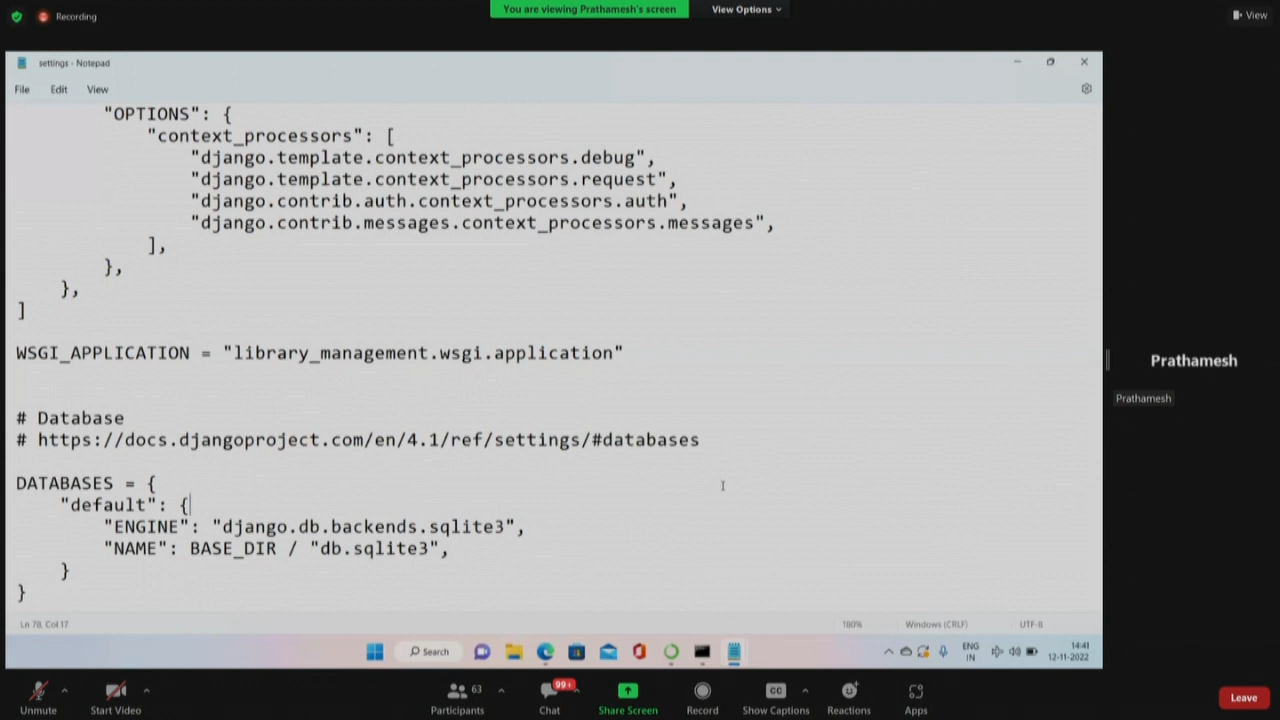 Recording
You are viewing Prathamesh's screen
View Options
View
settings - Notepad
File Edit View
"OPTIONS": {
"context_processors": [
"django.template.context_processors.debug",
"django.template.context_processors.request",
"django.contrib.auth.context_processors.auth",
"django.contrib.messages.context_processors.messages",
],
},
},
]
WSGI_APPLICATION = "library_management.wsgi.application"
# Database
# https://docs.djangoproject.com/en/4.1/ref/settings/#databases
DATABASES = {
"default": {
"ENGINE": "django.db.backends.sqlite3",
"NAME": BASE_DIR / "db.sqlite3",
}
}
Prathamesh
Prathamesh
Ln 78, Col 17
180%
Windows (CRLF)
UTF-8
Search
ENG
IN
14:41
12-11-2022
Unmute
Start Video
63
Participants
99+
Chat
Share Screen
Record
CC
Show Captions
Reactions
Apps
Leave